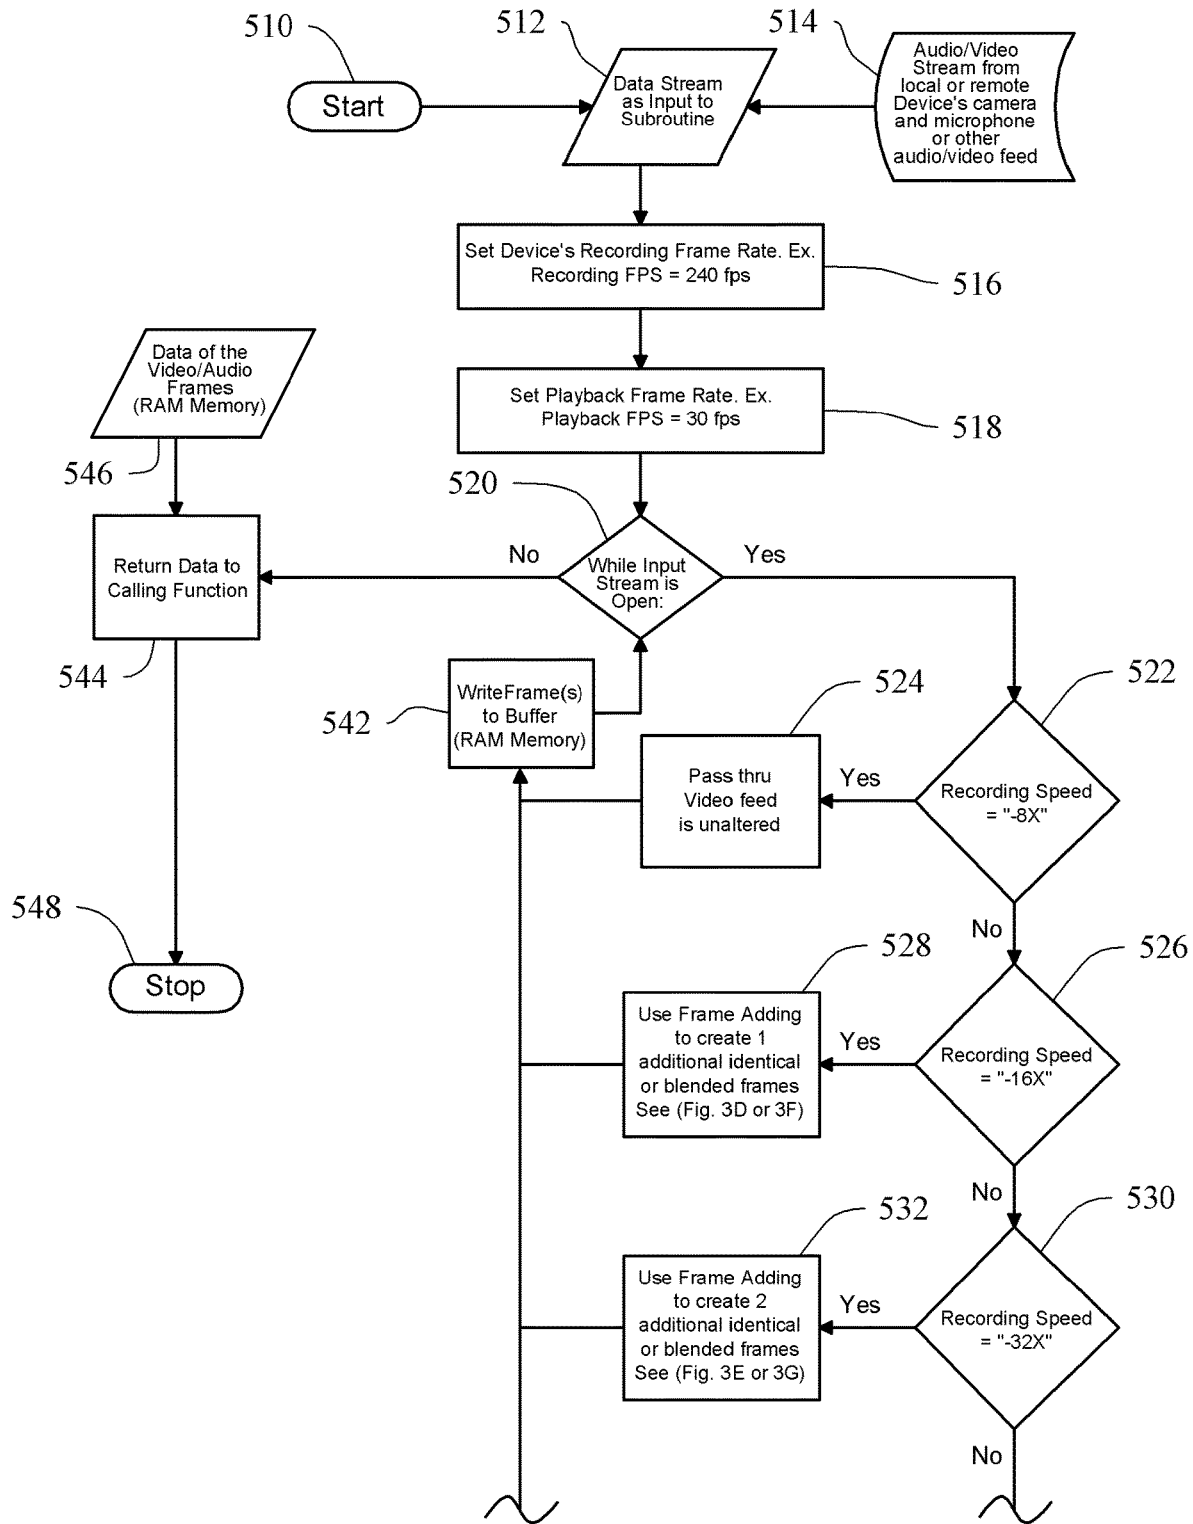 510
512
514
Start
Data Stream
as Input to
Subroutine
Audio/Video
Stream from
local or remote
Device's camera
and microphone
or other
audio/video feed
Set Device's Recording Frame Rate. Ex.
Recording FPS = 240 fps
516
Data of the
Video/Audio
Frames
(RAM Memory)
Set Playback Frame Rate. Ex.
Playback FPS = 30 fps
518
546
520
No
Yes
While Input
Stream is
Open:
Return Data to
Calling Function
544
542
WriteFrame(s)
to Buffer
(RAM Memory)
524
522
Pass thru
Video feed
is unaltered
Yes
Recording Speed
= "-8X"
548
Stop
No
528
526
Use Frame Adding
to create 1
additional identical
or blended frames
See (Fig. 3D or 3F)
Yes
Recording Speed
= "-16X"
No
532
530
Use Frame Adding
to create 2
additional identical
or blended frames
See (Fig. 3E or 3G)
Yes
Recording Speed
= "-32X"
No